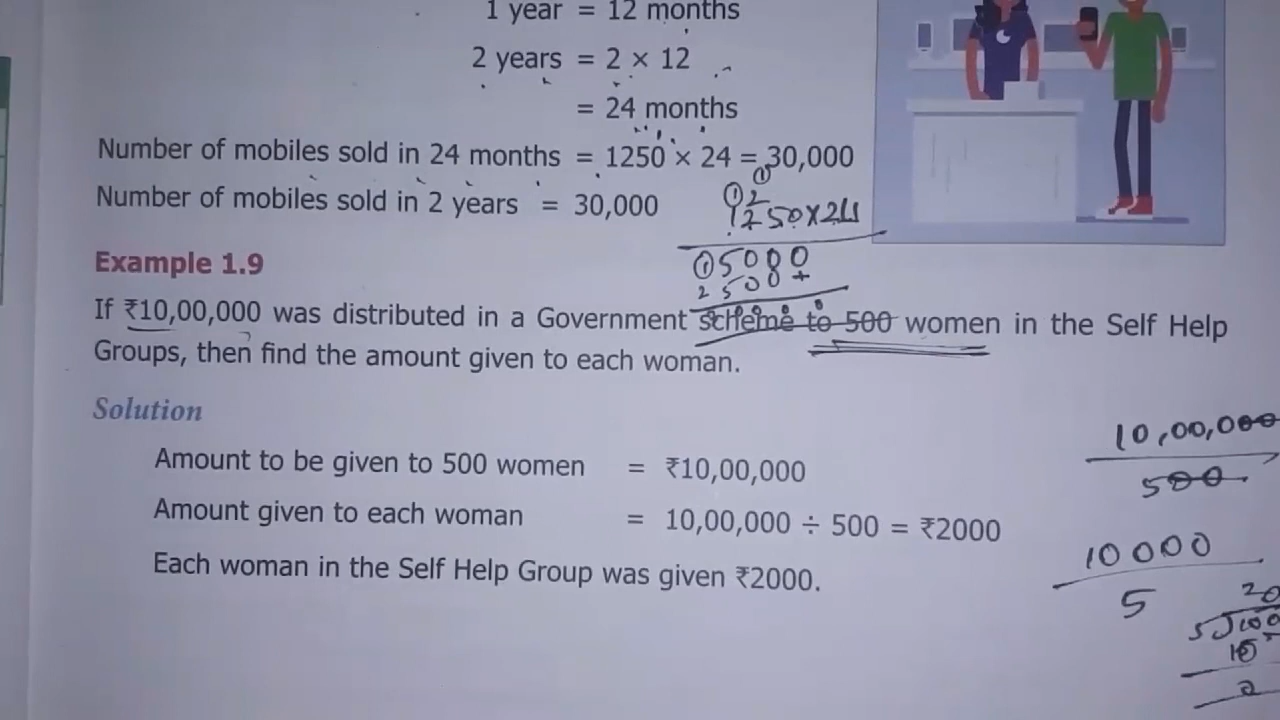 1 year = 12 months
2 years = 2 × 12
= 24 months
Number of mobiles sold in 24 months = 1250 × 24 = 30,000
Number of mobiles sold in 2 years = 30,000
1250×24
5000
2500 +
Example 1.9
If ₹10,00,000 was distributed in a Government scheme to 500 women in the Self Help
Groups, then find the amount given to each woman.
Solution
Amount to be given to 500 women = ₹10,00,000
Amount given to each woman = 10,00,000 ÷ 500 = ₹2000
Each woman in the Self Help Group was given ₹2000.
10,00,000
500
10000
5
20
5 100
10